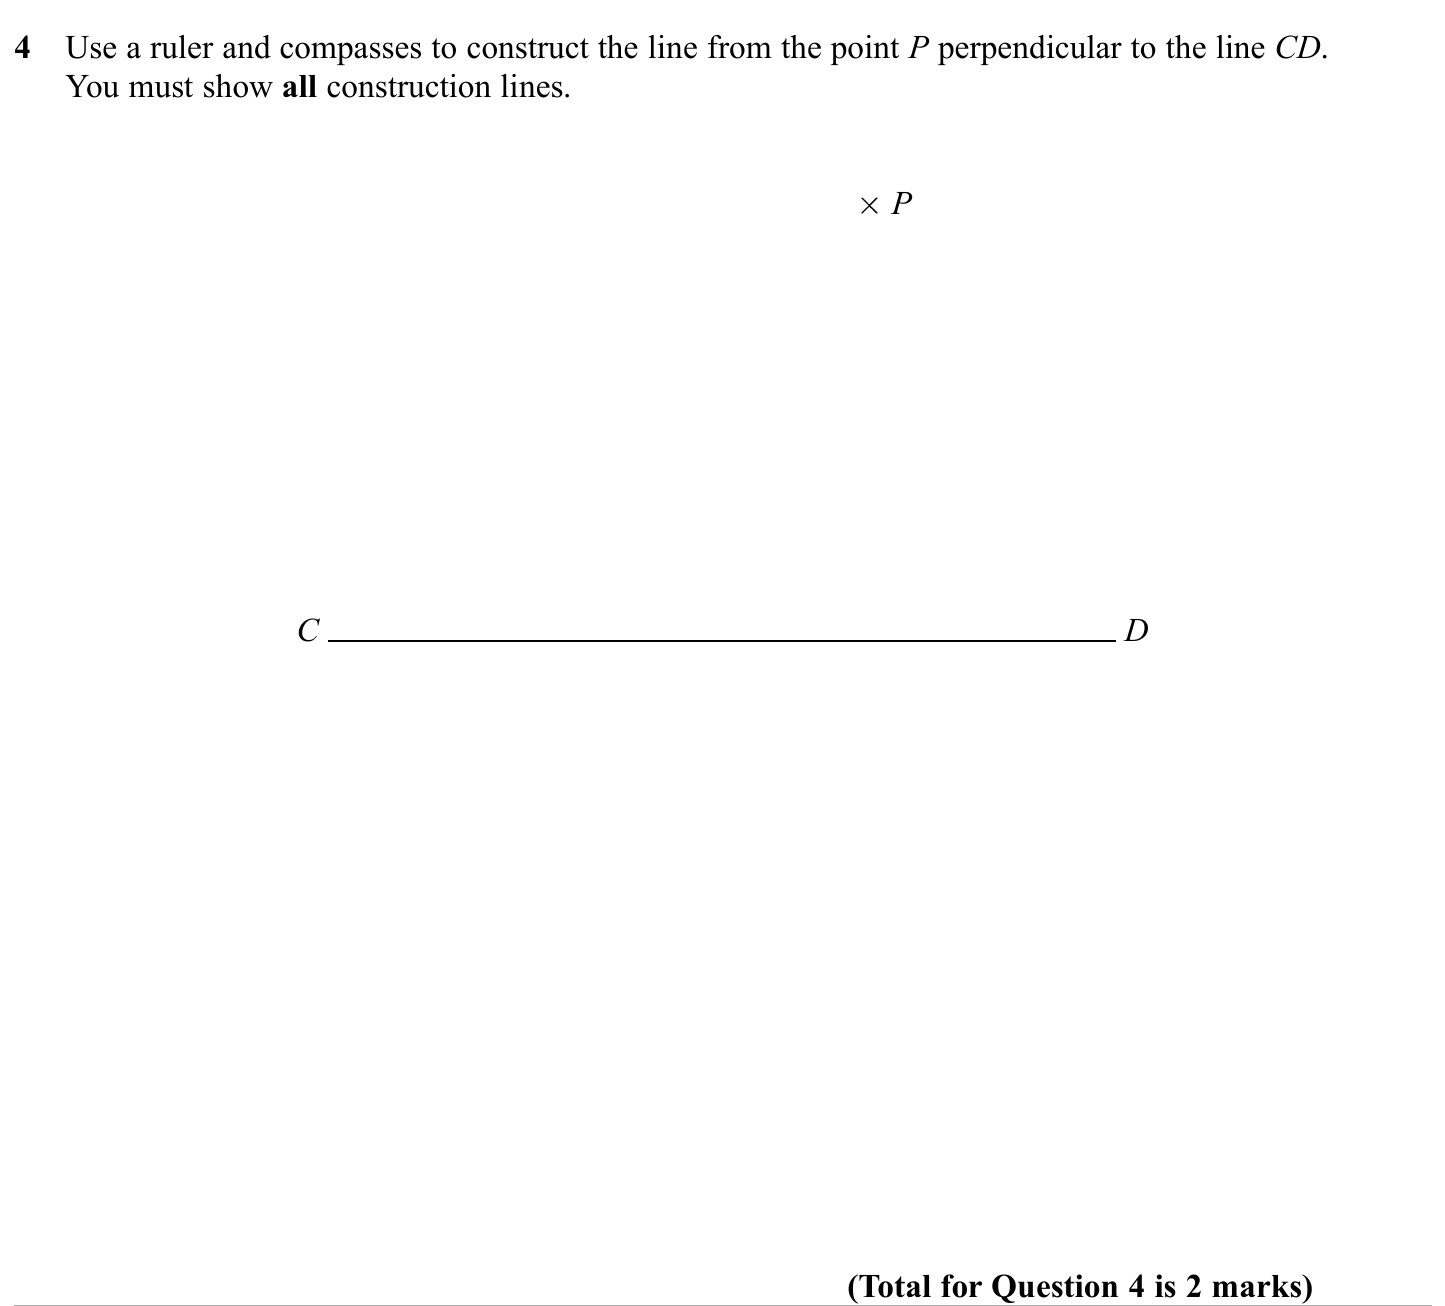 4 Use a ruler and compasses to construct the line from the point P perpendicular to the line CD.
You must show all construction lines.
× P
C D
(Total for Question 4 is 2 marks)